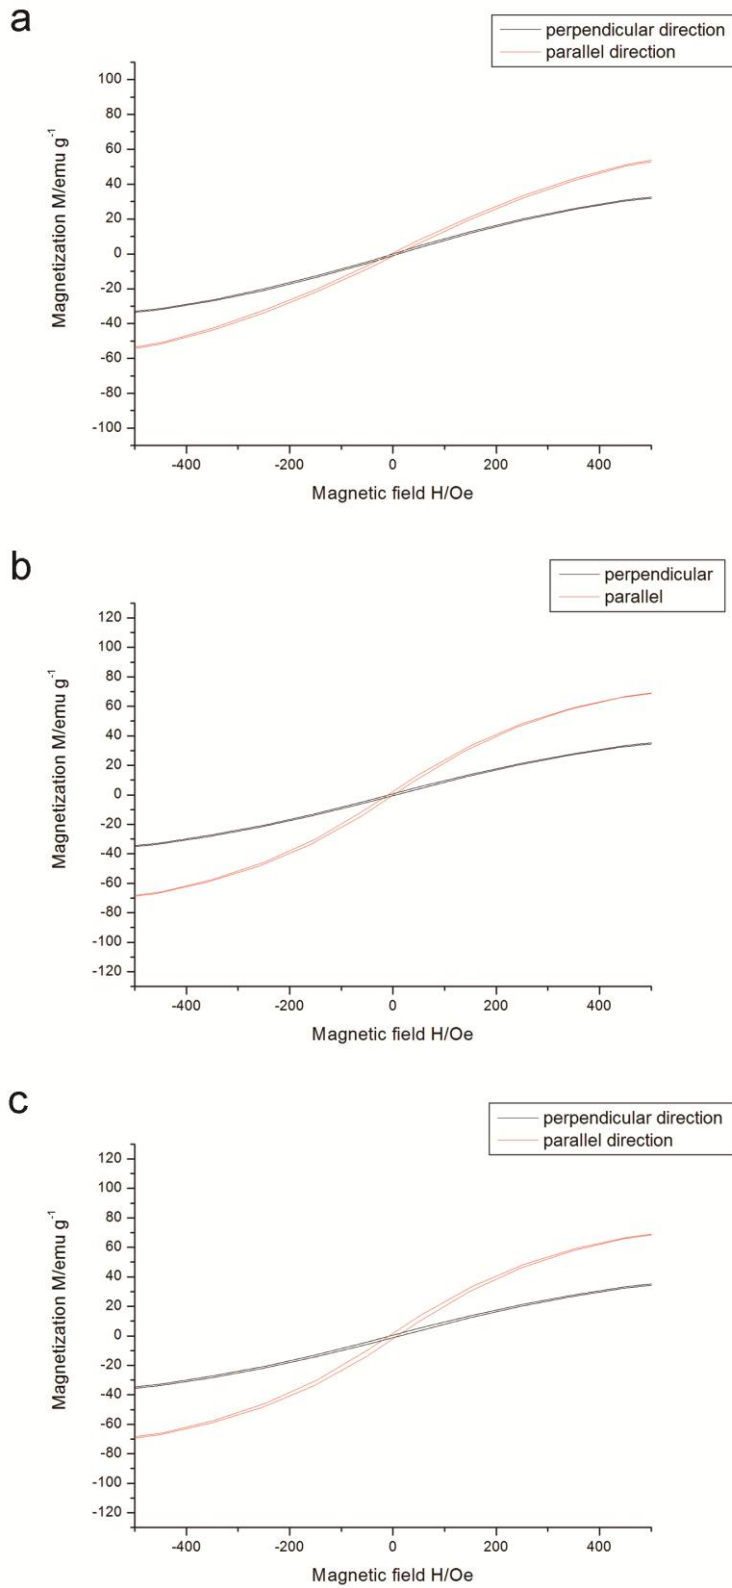 a
perpendicular direction
parallel direction
100
80
60
40
20
0
-20
-40
-60
-80
-100
Magnetization M/emu g⁻¹
-400 -200 0 200 400
Magnetic field H/Oe
b
perpendicular
parallel
120
100
80
60
40
20
0
-20
-40
-60
-80
-100
-120
Magnetization M/emu g⁻¹
-400 -200 0 200 400
Magnetic field H/Oe
c
perpendicular direction
parallel direction
120
100
80
60
40
20
0
-20
-40
-60
-80
-100
-120
Magnetization M/emu g⁻¹
-400 -200 0 200 400
Magnetic field H/Oe